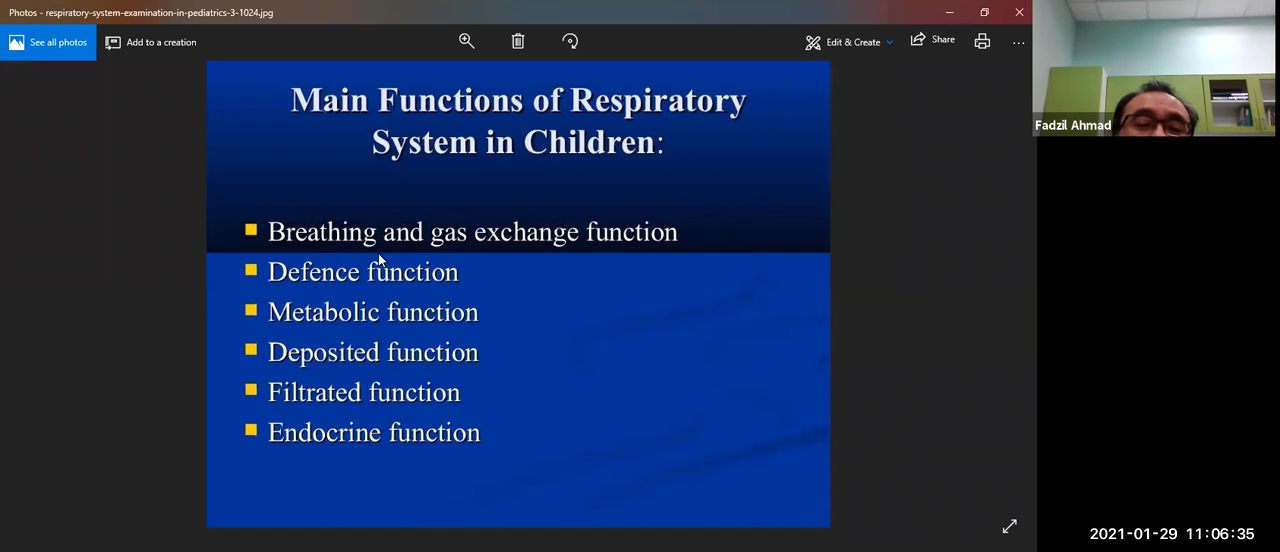 Photos - respiratory-system-examination-in-pediatrics-3-1024.jpg
See all photos
Add to a creation
Edit & Create
Share
Main Functions of Respiratory
System in Children:
Breathing and gas exchange function
Defence function
Metabolic function
Deposited function
Filtrated function
Endocrine function
Fadzil Ahmad
2021-01-29 11:06:35